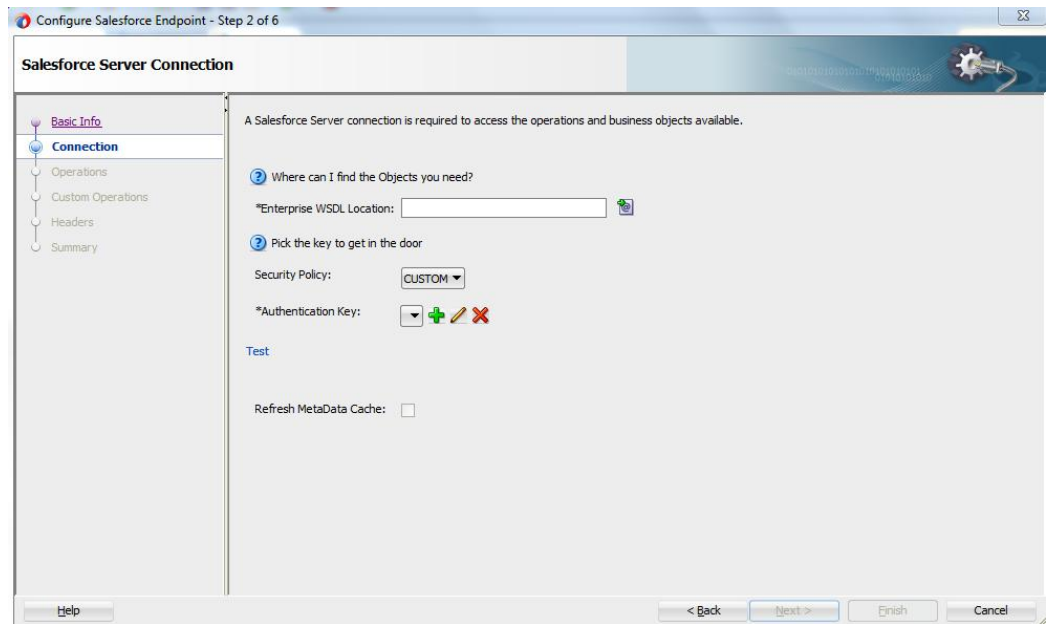 Configure Salesforce Endpoint - Step 2 of 6
Salesforce Server Connection
Basic Info
Connection
Operations
Custom Operations
Headers
Summary
A Salesforce Server connection is required to access the operations and business objects available.
Where can I find the Objects you need?
*Enterprise WSDL Location:
Pick the key to get in the door
Security Policy:
CUSTOM
*Authentication Key:
Test
Refresh MetaData Cache:
Help
< Back
Next >
Finish
Cancel